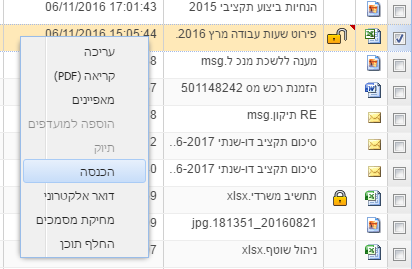 הנחיות ביצוע תקציבי 2015 06/11/2016 17:01:43
פירוט שעות עבודה מרץ 2016. 06/11/2016 15:05:44
מענה ללשכת מנכ ל.msg 8
הזמנת רכש מס 501148242 7
RE תיקון.msg 8
סיכום תקציב דו-שנתי 6-2017.. 2
סיכום תקציב דו-שנתי 6-2017.. 0
תחשיב משרדי.xlsx 9
20160821_181351.jpg 9
ניהול שוטף.xlsx 7
עריכה
קריאה (PDF)
מאפיינים
הוספה למועדפים
תיוק
הכנסה
דואר אלקטרוני
מחיקת מסמכים
החלף תוכן